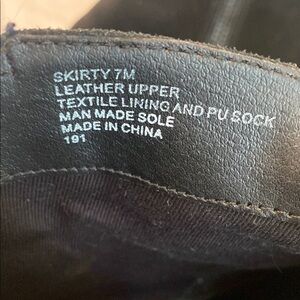 SKIRTY 7M
LEATHER UPPER
TEXTILE LINING AND PU SOCK
MAN MADE SOLE
MADE IN CHINA
191